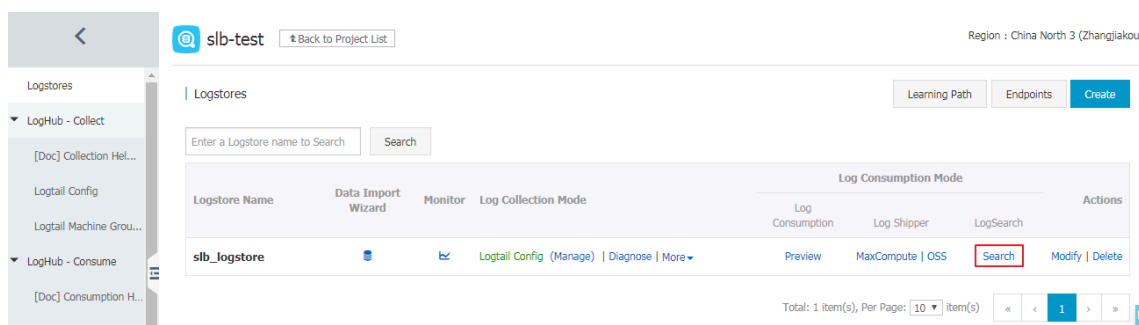 slb-test
Back to Project List
Region : China North 3 (Zhangjiakou
Logstores
LogHub - Collect
[Doc] Collection Hel...
Logtail Config
Logtail Machine Grou...
LogHub - Consume
[Doc] Consumption H...
Logstores
Learning Path
Endpoints
Create
Enter a Logstore name to Search
Search
Logstore Name
Data Import
Wizard
Monitor
Log Collection Mode
Log Consumption Mode
Log
Consumption
Log Shipper
LogSearch
Actions
slb_logstore
Logtail Config (Manage) | Diagnose | More
Preview
MaxCompute | OSS
Search
Modify | Delete
Total: 1 item(s), Per Page: 10 item(s)
« ‹ 1 › »